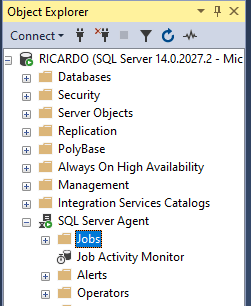 Object Explorer
Connect
RICARDO (SQL Server 14.0.2027.2 - Mic
Databases
Security
Server Objects
Replication
PolyBase
Always On High Availability
Management
Integration Services Catalogs
SQL Server Agent
Jobs
Job Activity Monitor
Alerts
Operators